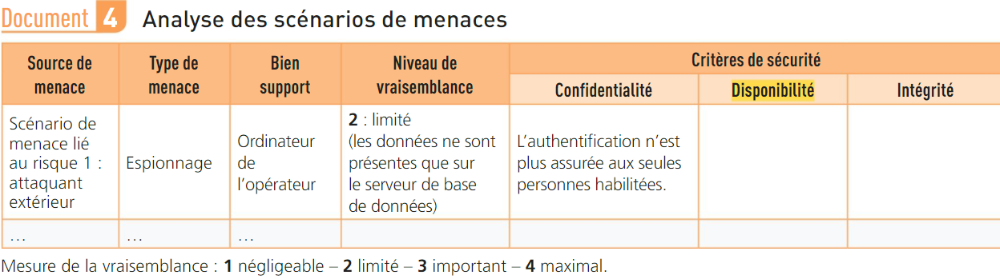 Document 4 Analyse des scénarios de menaces
Source de
menace
Type de
menace
Bien
support
Niveau de
vraisemblance
Critères de sécurité
Confidentialité
Disponibilité
Intégrité
Scénario de
menace lié
au risque 1 :
attaquant
extérieur
Espionnage
Ordinateur
de
l’opérateur
2 : limité
(les données ne sont
présentes que sur
le serveur de base
de données)
L’authentification n’est
plus assurée aux seules
personnes habilitées.
…
…
…
Mesure de la vraisemblance : 1 négligeable – 2 limité – 3 important – 4 maximal.